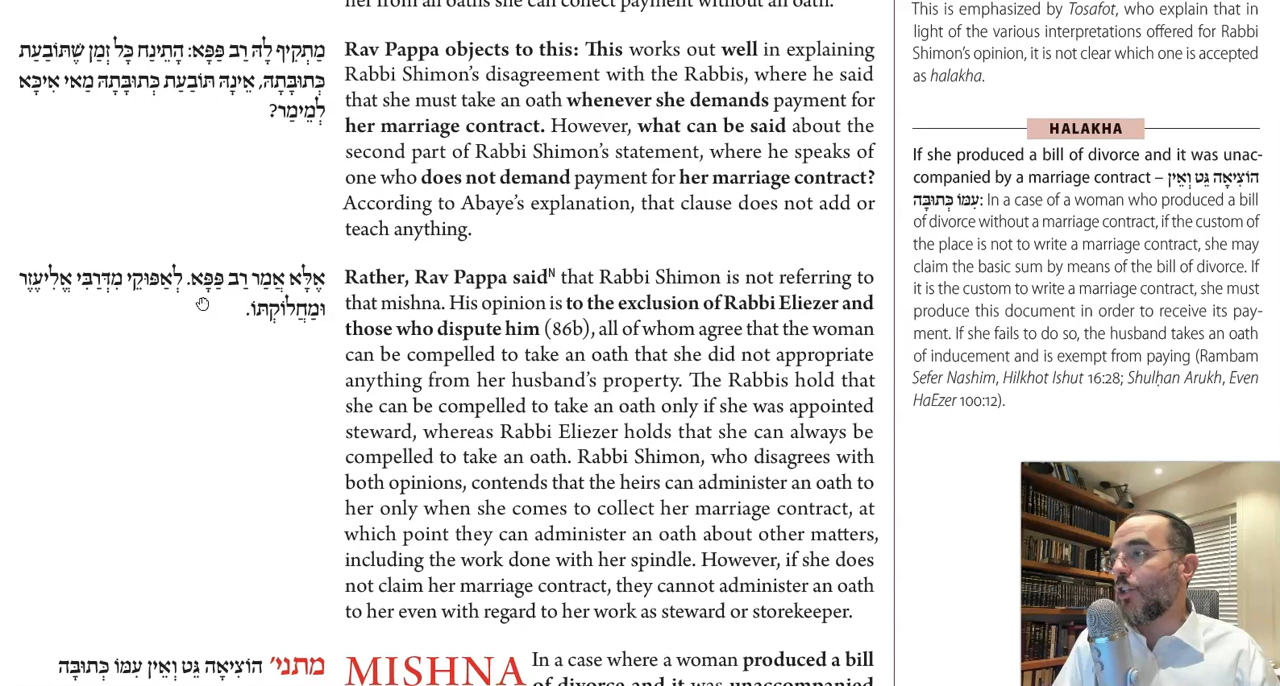 her from all oaths she can collect payment without an oath.
מַתְקֵיף לָהּ רַב פָּפָּא: הָתֵינַח כׇּל זְמַן שֶׁתּוֹבַעַת
כְּתוּבָּתָהּ, אֵינָהּ תּוֹבַעַת כְּתוּבָּתָהּ מַאי אִיכָּא
לְמֵימַר?
Rav Pappa objects to this: This works out well in explaining
Rabbi Shimon's disagreement with the Rabbis, where he said
that she must take an oath whenever she demands payment for
her marriage contract. However, what can be said about the
second part of Rabbi Shimon's statement, where he speaks of
one who does not demand payment for her marriage contract?
According to Abaye's explanation, that clause does not add or
teach anything.
אֶלָּא אֲמַר רַב פָּפָּא. לְאַפּוּקֵי מִדְּרַבִּי אֱלִיעֶזֶר
וּמַחֲלוּקְתּוֹ.
Rather, Rav Pappa saidᴺ that Rabbi Shimon is not referring to
that mishna. His opinion is to the exclusion of Rabbi Eliezer and
those who dispute him (86b), all of whom agree that the woman
can be compelled to take an oath that she did not appropriate
anything from her husband's property. The Rabbis hold that
she can be compelled to take an oath only if she was appointed
steward, whereas Rabbi Eliezer holds that she can always be
compelled to take an oath. Rabbi Shimon, who disagrees with
both opinions, contends that the heirs can administer an oath to
her only when she comes to collect her marriage contract, at
which point they can administer an oath about other matters,
including the work done with her spindle. However, if she does
not claim her marriage contract, they cannot administer an oath
to her even with regard to her work as steward or storekeeper.
מתני׳ הוֹצִיאָה גֵּט וְאֵין עִמּוֹ כְּתוּבָּה
MISHNA In a case where a woman produced a bill
of divorce and it was unaccompanied
This is emphasized by Tosafot, who explain that in
light of the various interpretations offered for Rabbi
Shimon's opinion, it is not clear which one is accepted
as halakha.
HALAKHA
If she produced a bill of divorce and it was unac-
companied by a marriage contract – הוֹצִיאָה גֵּט וְאֵין
עִמּוֹ כְּתוּבָּה: In a case of a woman who produced a bill
of divorce without a marriage contract, if the custom of
the place is not to write a marriage contract, she may
claim the basic sum by means of the bill of divorce. If
it is the custom to write a marriage contract, she must
produce this document in order to receive its pay-
ment. If she fails to do so, the husband takes an oath
of inducement and is exempt from paying (Rambam
Sefer Nashim, Hilkhot Ishut 16:28; Shulḥan Arukh, Even
HaEzer 100:12).